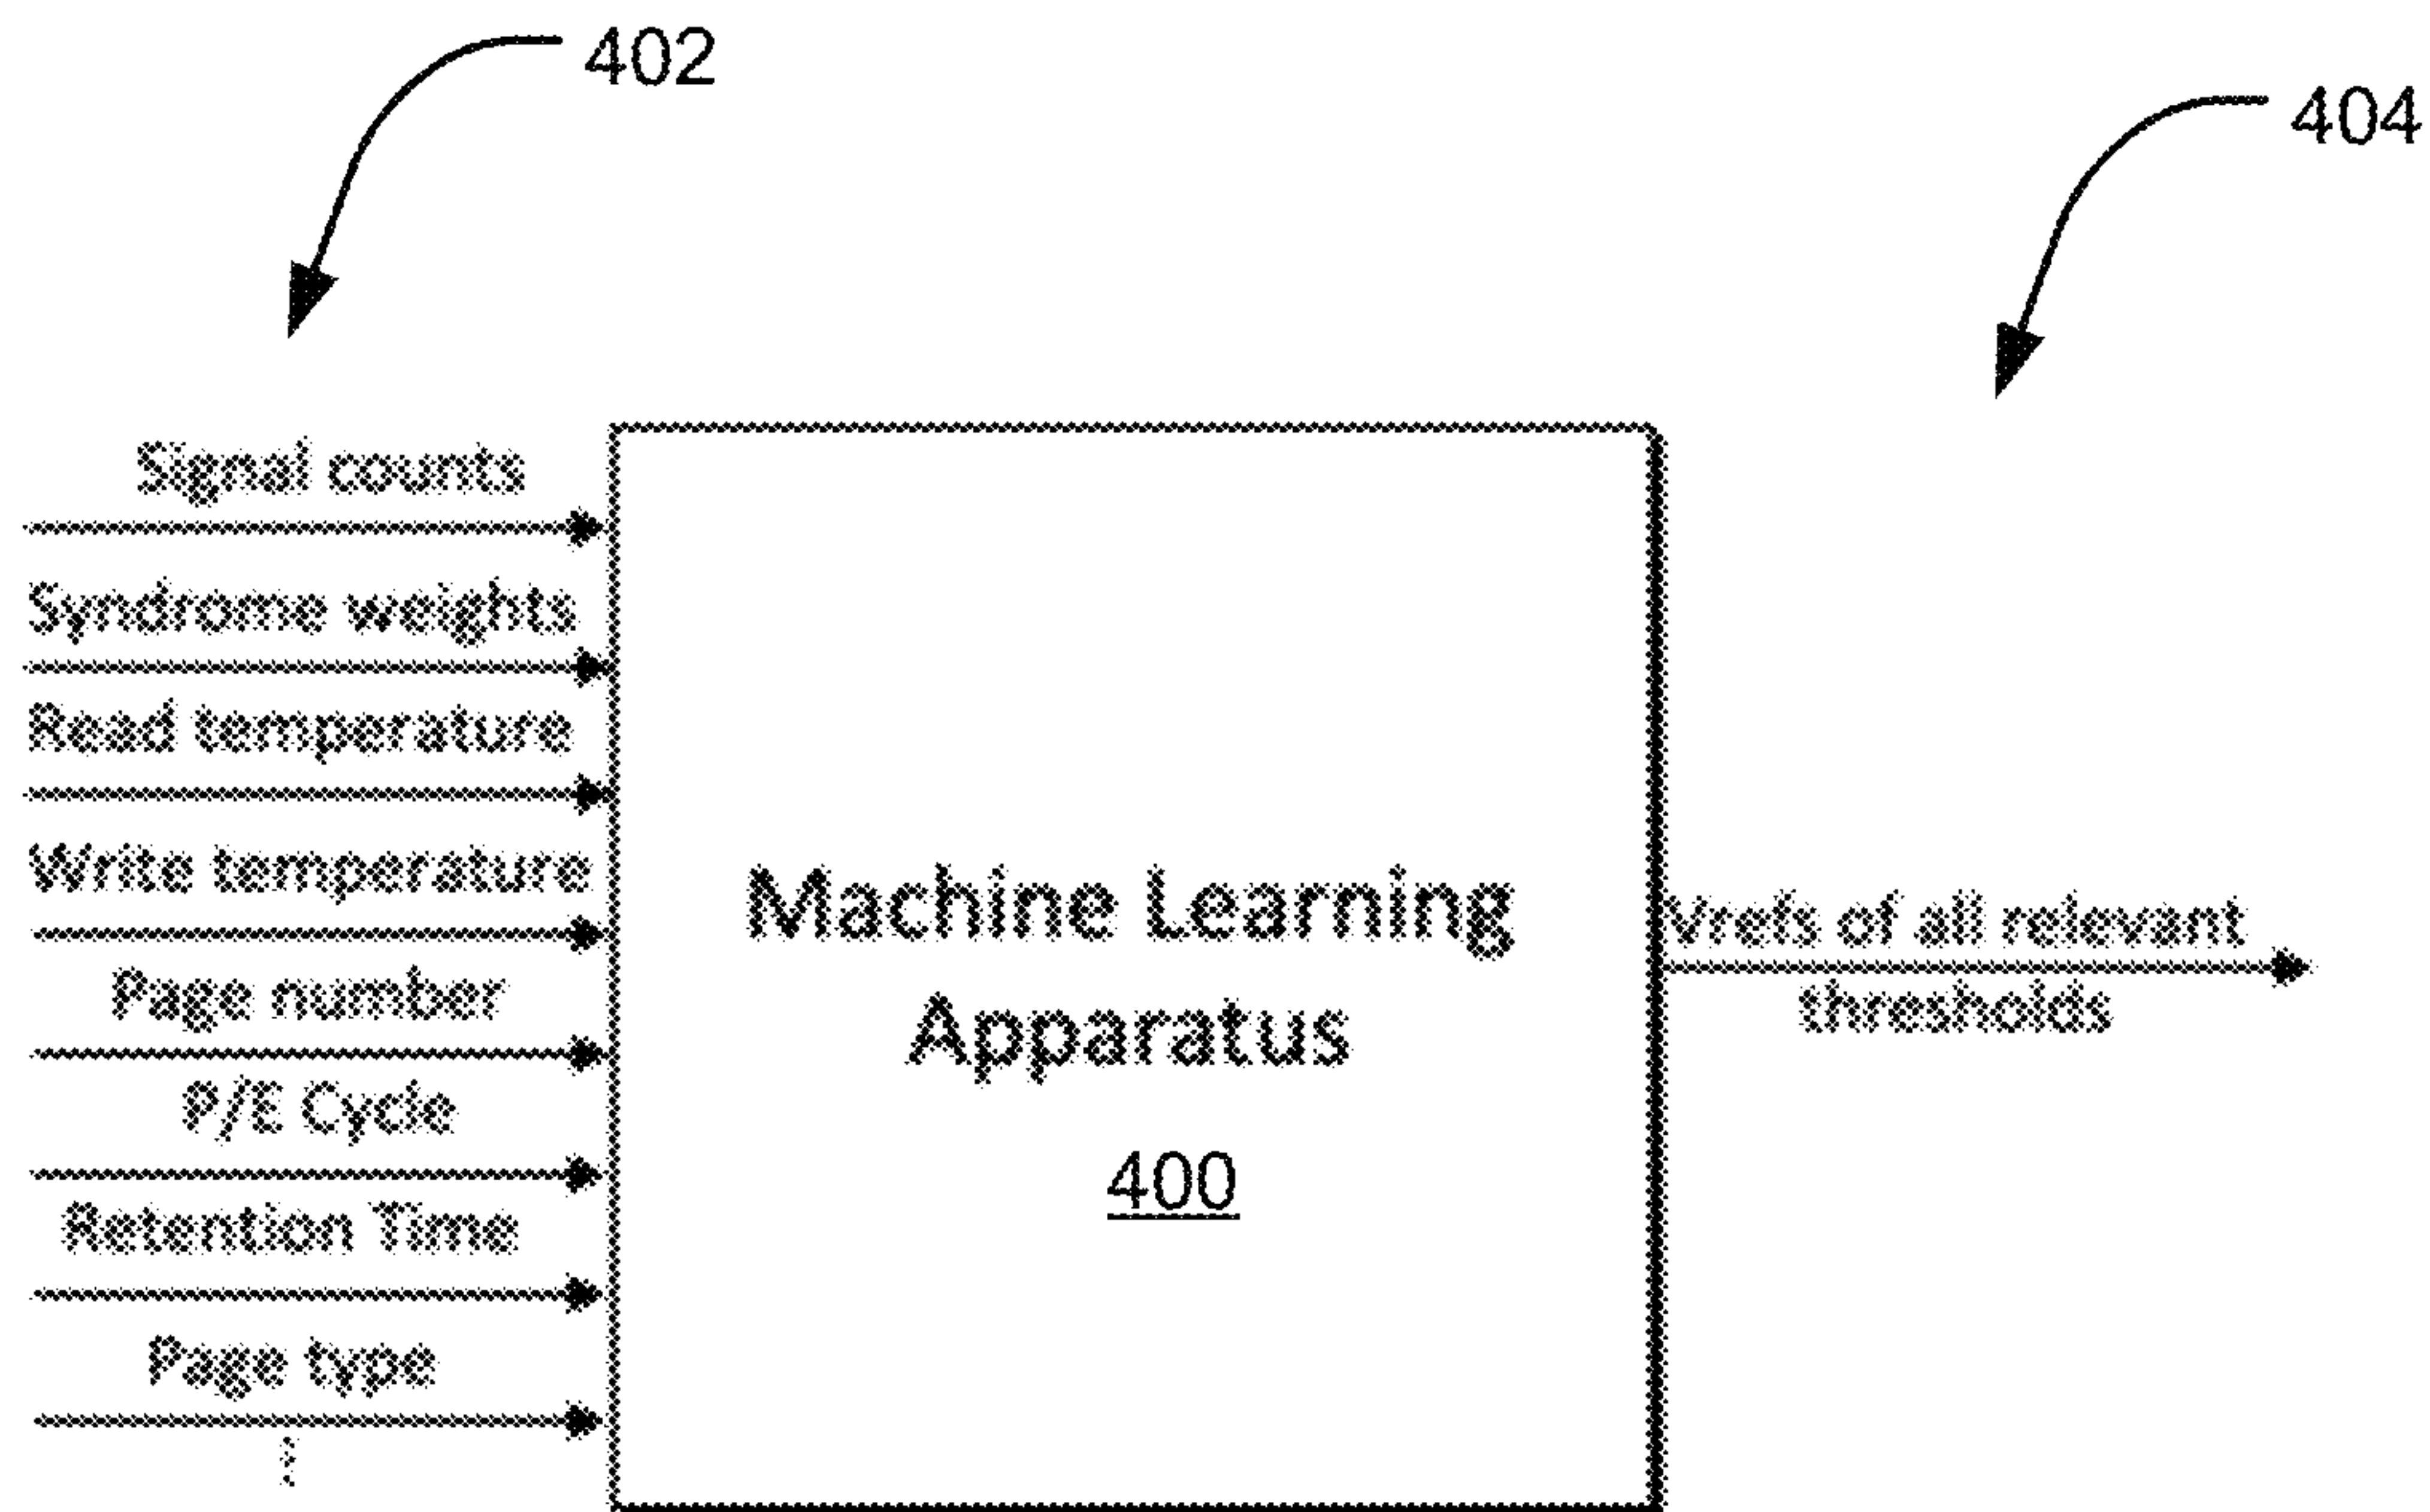 402
404
Signal counts
Syndrome weights
Read temperature
Write temperature
Page number
P/E Cycle
Retention Time
Page type
Machine Learning
Apparatus
400
Vrefs of all relevant
thresholds